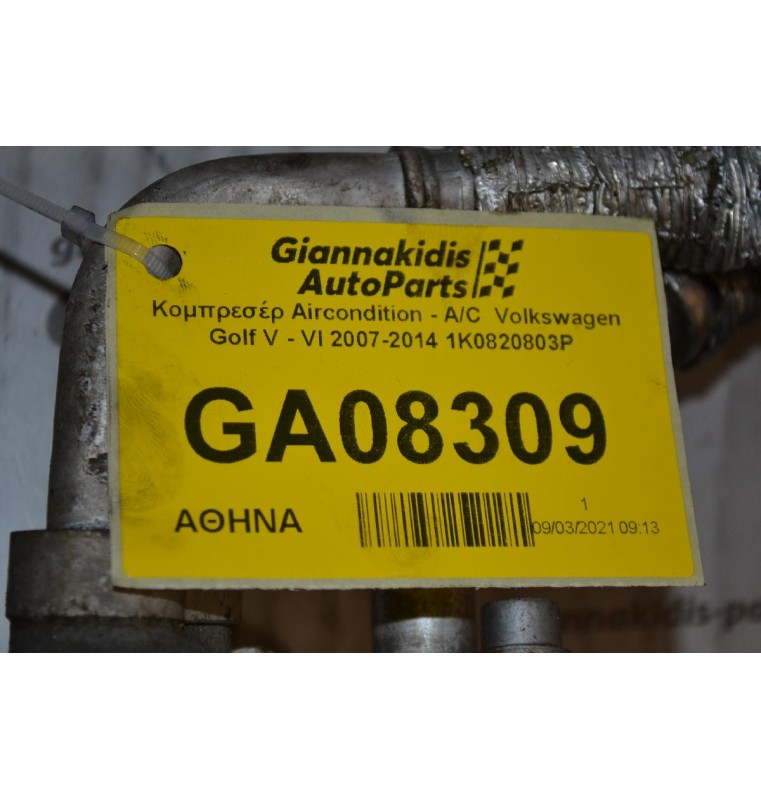 Giannakidis
AutoParts
Κομπρεσέρ Aircondition - A/C Volkswagen
Golf V - VI 2007-2014 1K0820803P
GA08309
ΑΘΗΝΑ
1
09/03/2021 09:13